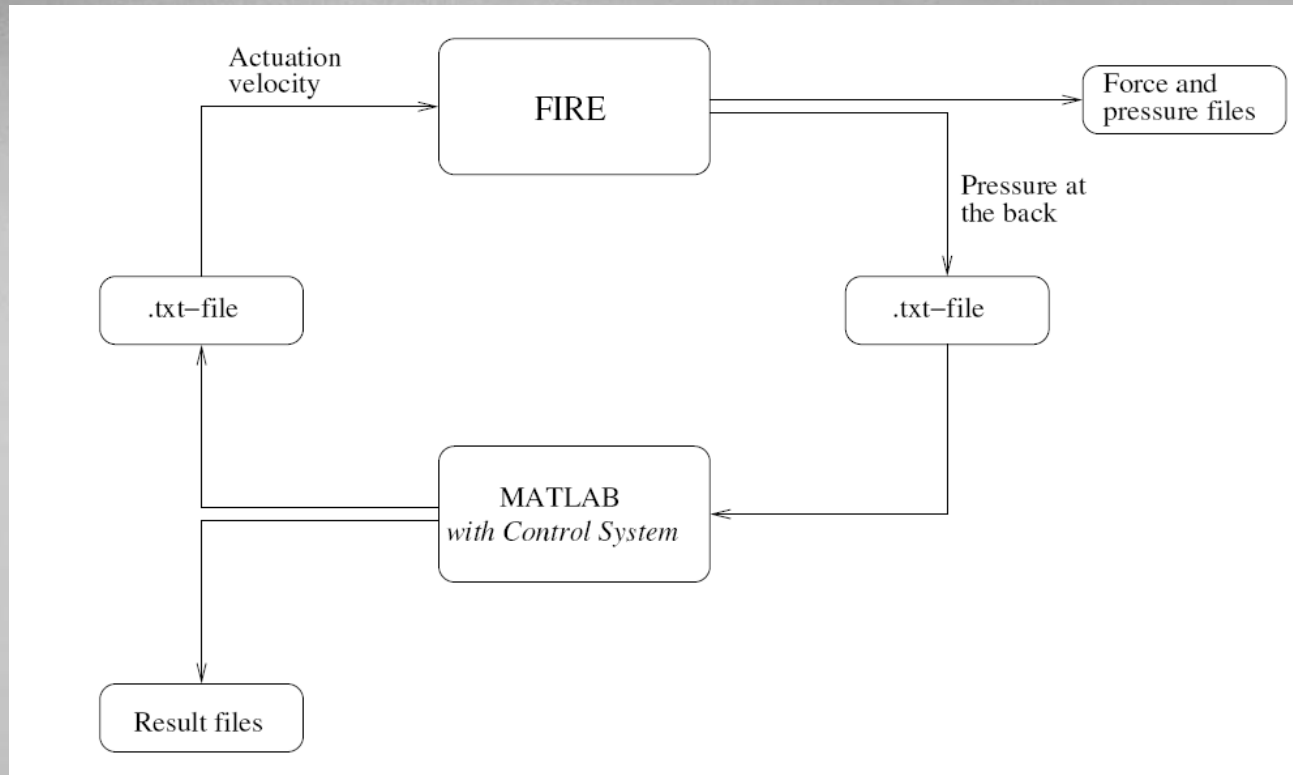 Actuation
velocity
FIRE
Force and
pressure files
Pressure at
the back
.txt−file
.txt−file
MATLAB
with Control System
Result files